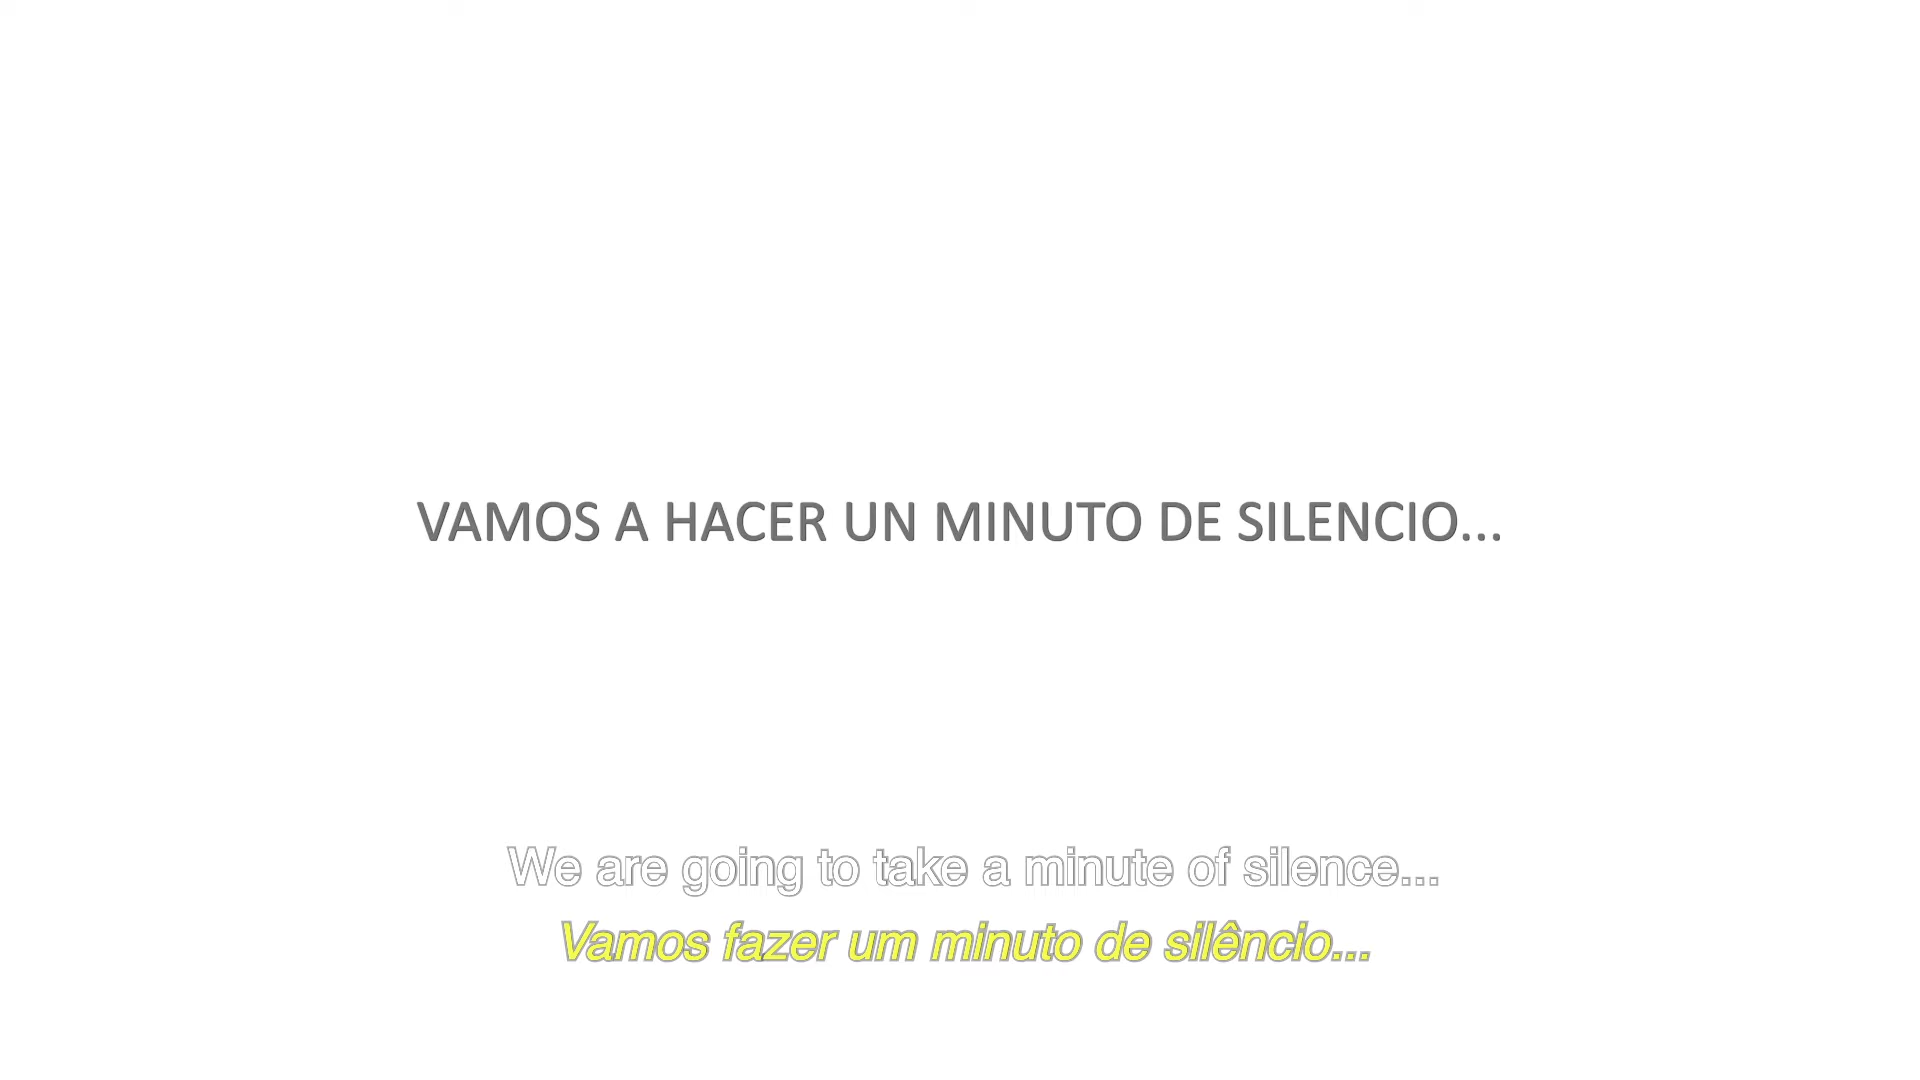 VAMOS A HACER UN MINUTO DE SILENCIO...
We are going to take a minute of silence...
Vamos fazer um minuto de silêncio...